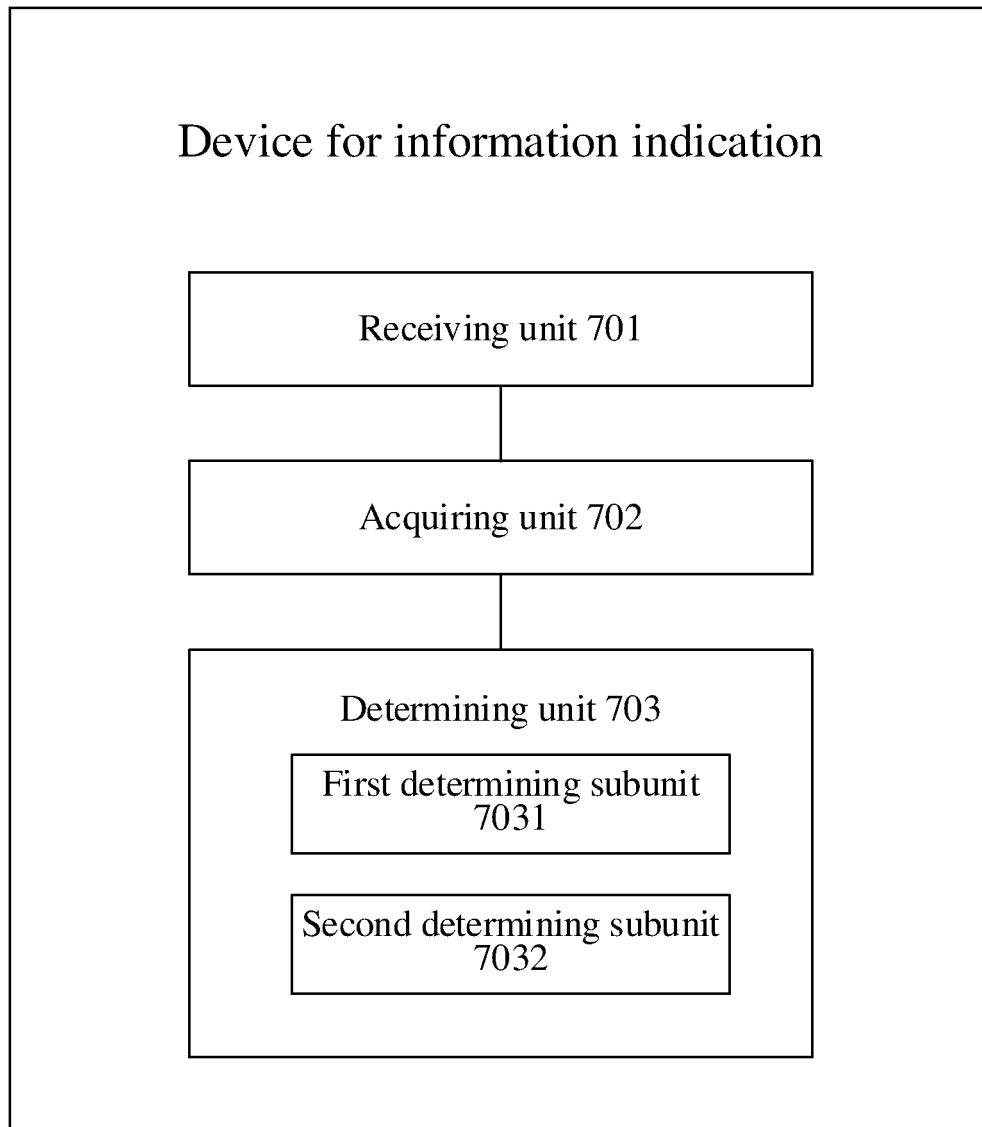 Device for information indication
Receiving unit 701
Acquiring unit 702
Determining unit 703
First determining subunit
7031
Second determining subunit
7032